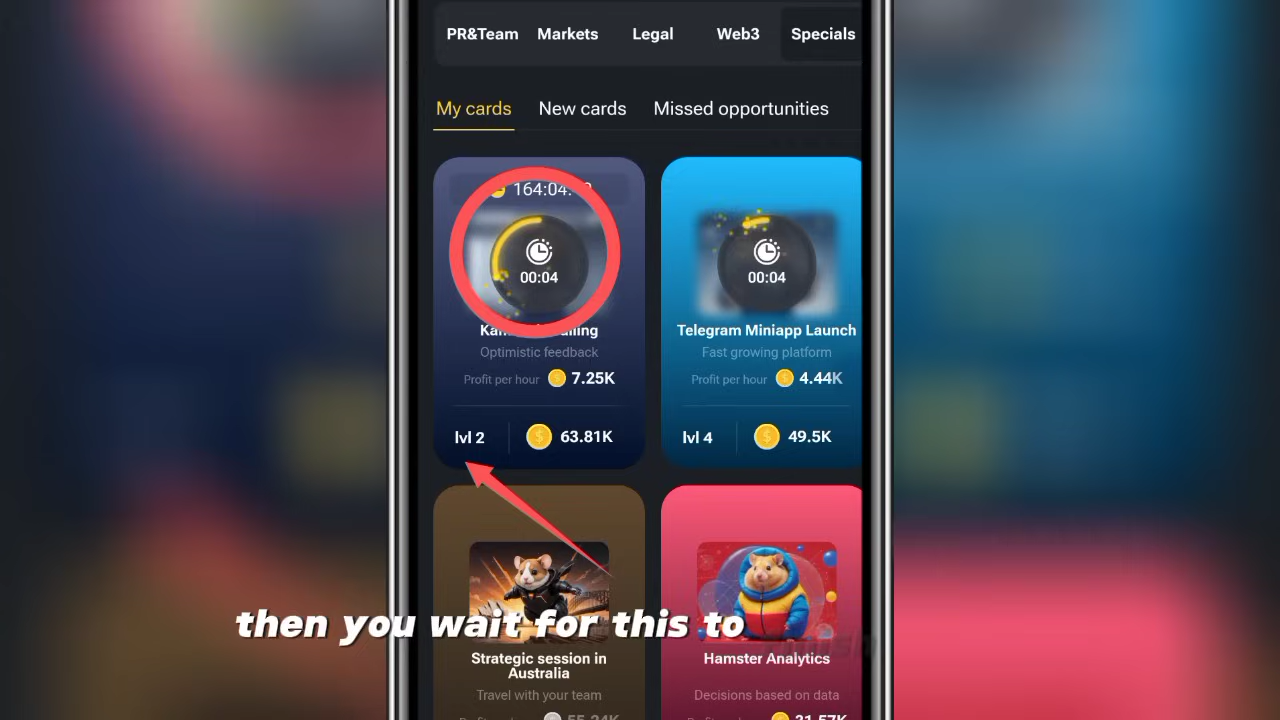 PR&Team Markets Legal Web3 Specials
My cards New cards Missed opportunities
00:04
00:04
Telegram Miniapp Launch
Optimistic feedback
Fast growing platform
Profit per hour 7.25K
Profit per hour 4.44K
lvl 2 63.81K
lvl 4 49.5K
then you wait for this to
Strategic session in
Australia
Hamster Analytics
Travel with your team
Decisions based on data